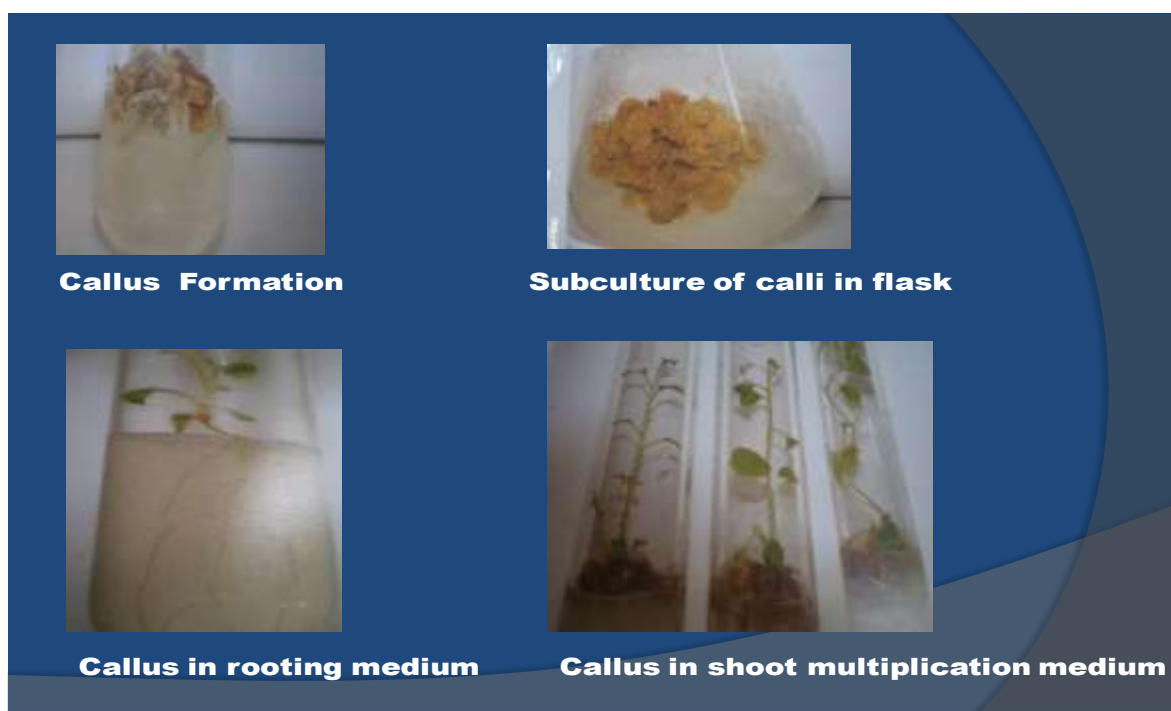 Callus Formation
Subculture of calli in flask
Callus in rooting medium
Callus in shoot multiplication medium